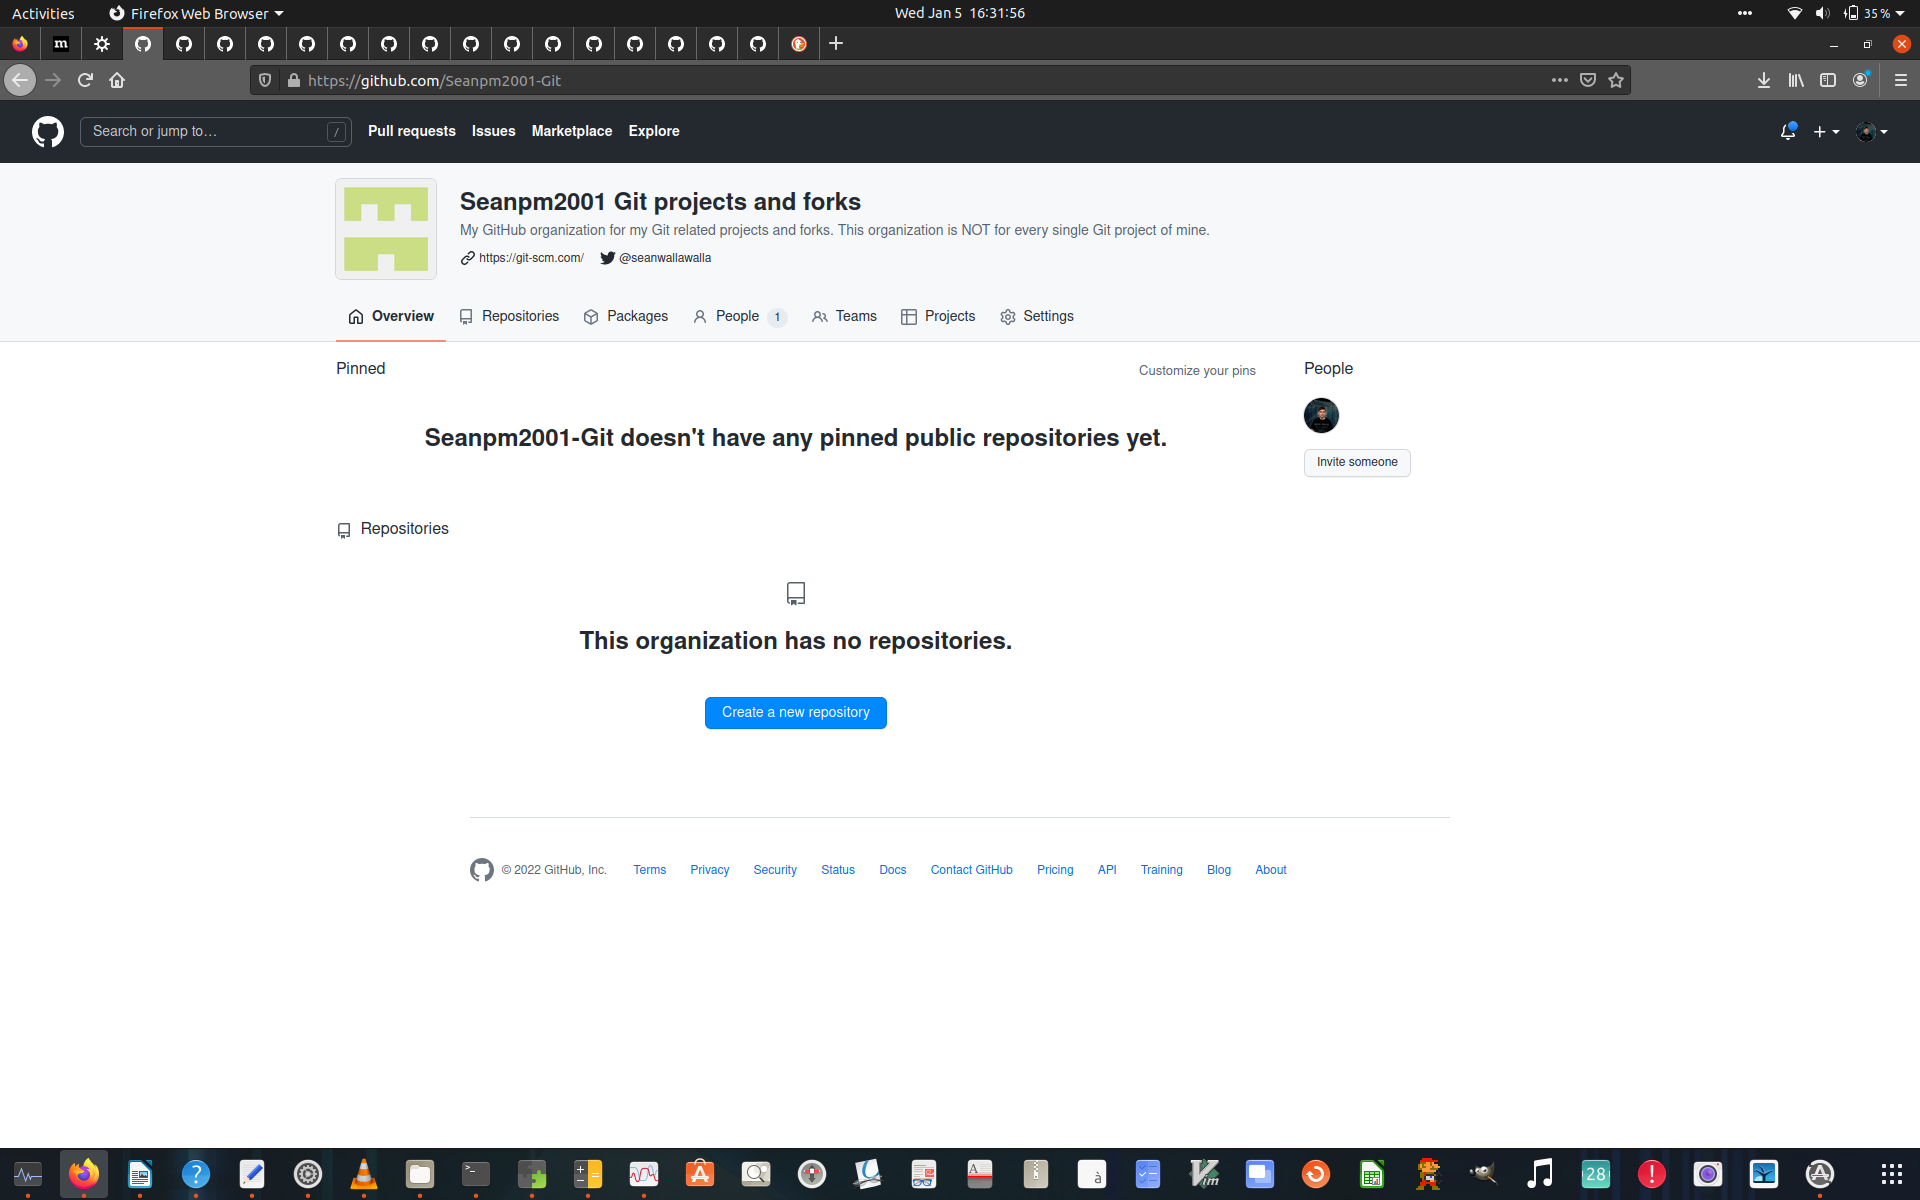 Activities Firefox Web Browser Wed Jan 5 16:31:56 35 %
m
https://github.com/Seanpm2001-Git
Search or jump to… / Pull requests Issues Marketplace Explore
Seanpm2001 Git projects and forks
My GitHub organization for my Git related projects and forks. This organization is NOT for every single Git project of mine.
https://git-scm.com/ @seanwallawalla
Overview Repositories Packages People 1 Teams Projects Settings
Pinned Customize your pins People
Seanpm2001-Git doesn't have any pinned public repositories yet.
Invite someone
Repositories
This organization has no repositories.
Create a new repository
© 2022 GitHub, Inc. Terms Privacy Security Status Docs Contact GitHub Pricing API Training Blog About
>_ A à Vim 28